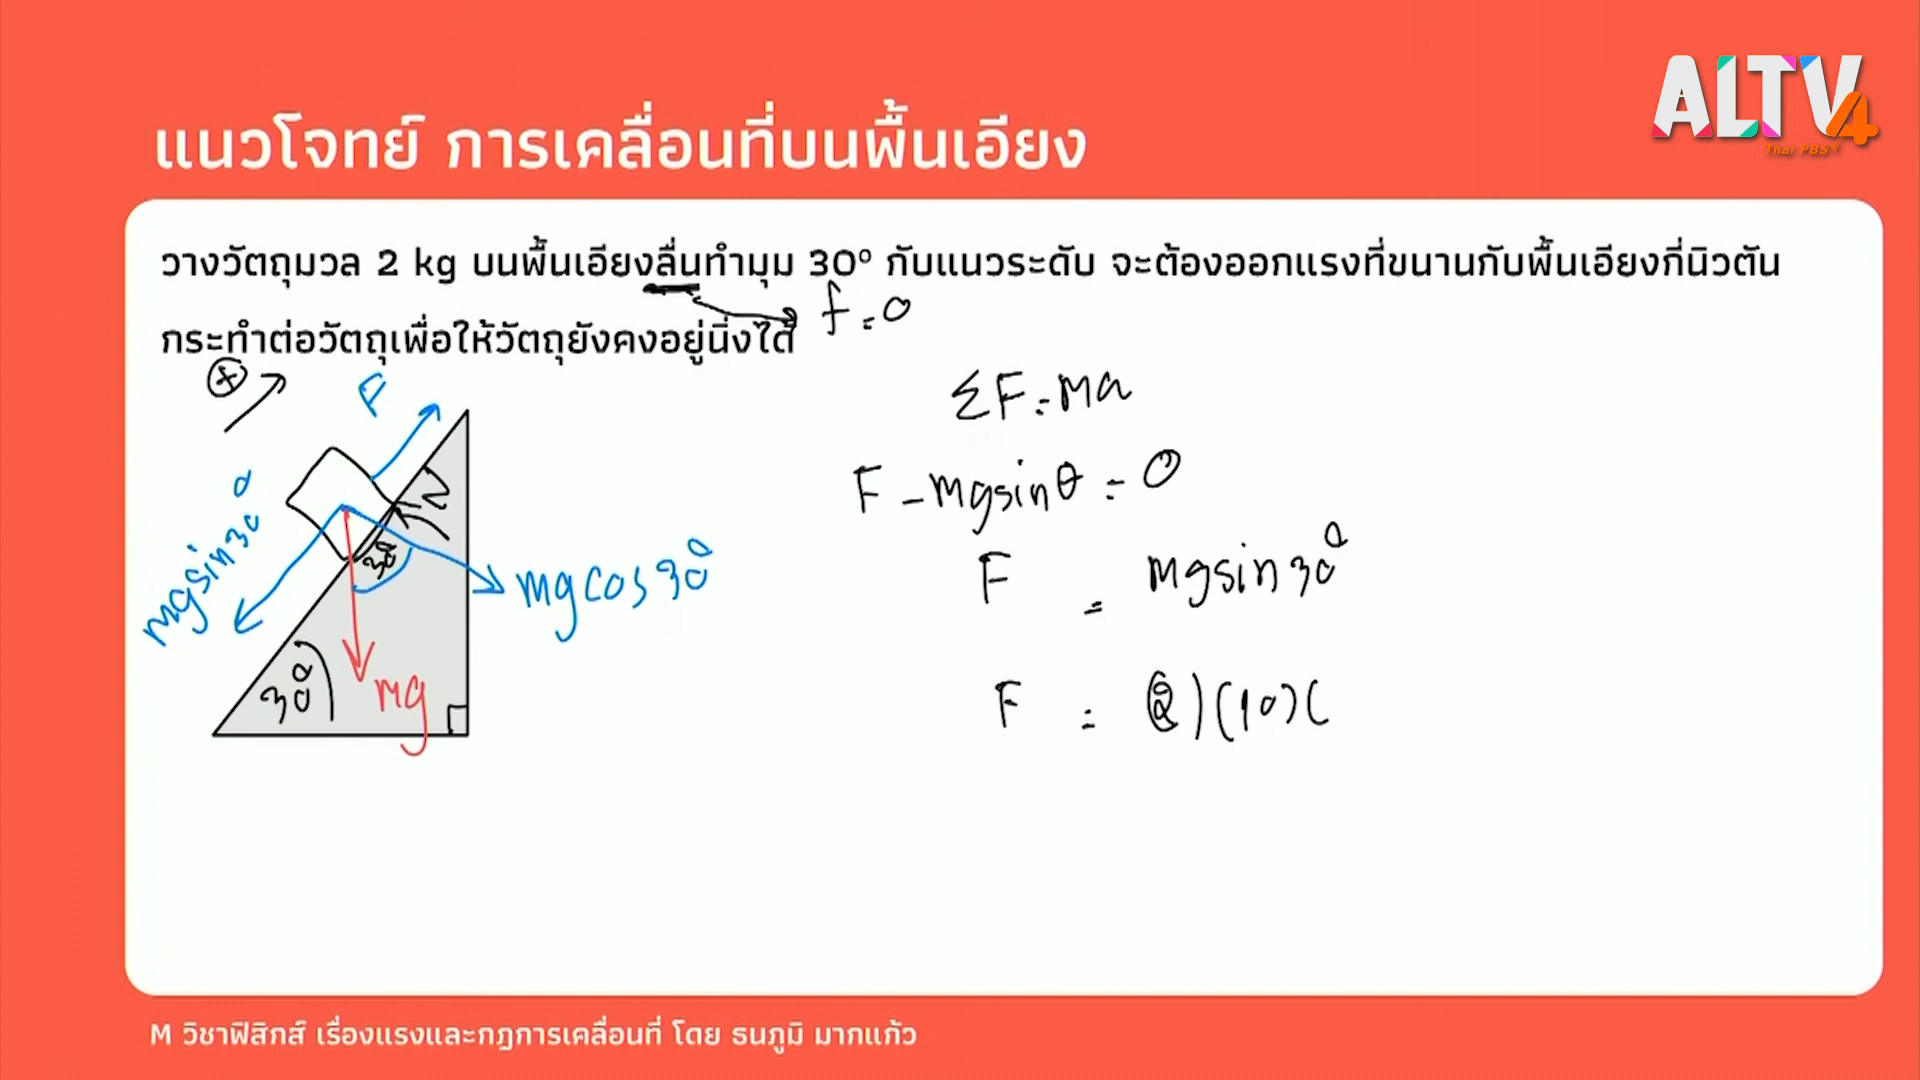 ALTV4
Thai PBS
แนวโจทย์ การเคลื่อนที่บนพื้นเอียง
วางวัตถุมวล 2 kg บนพื้นเอียงลื่นทำมุม 30° กับแนวระดับ จะต้องออกแรงที่ขนานกับพื้นเอียงกี่นิวตัน
กระทำต่อวัตถุเพื่อให้วัตถุยังคงอยู่นิ่งได้
f=0
+
F
N
mgsin30°
30°
mgcos30°
30°
mg
ΣF=ma
F-mgsinθ=0
F = mgsin30°
F = (2)(10)(
M วิชาฟิสิกส์ เรื่องแรงและกฎการเคลื่อนที่ โดย ธนภูมิ มากแก้ว